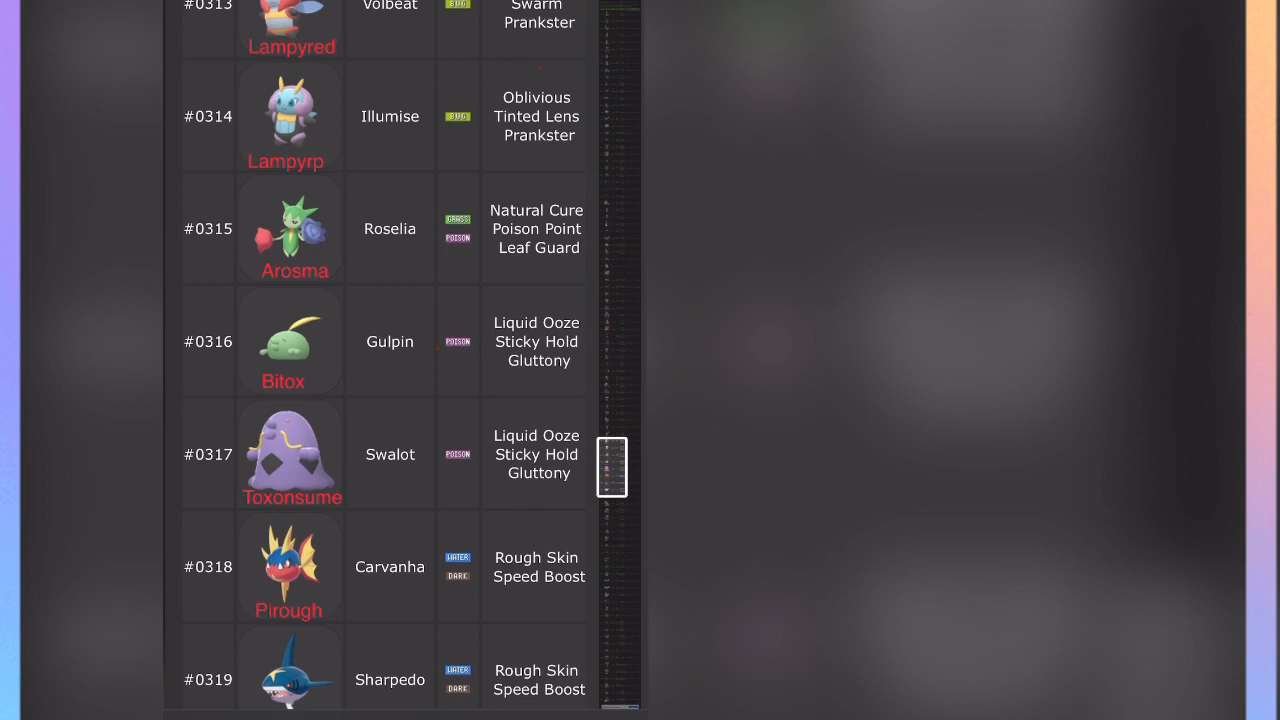 #0313
Volbeat
BUG
Swarm
Prankster
Lampyred
#0314
Illumise
BUG
Oblivious
Tinted Lens
Prankster
Lampyrp
#0315
Roselia
GRASS
POISON
Natural Cure
Poison Point
Leaf Guard
Arosma
#0316
Gulpin
POISON
Liquid Ooze
Sticky Hold
Gluttony
Bitox
#0317
Swalot
POISON
Liquid Ooze
Sticky Hold
Gluttony
Toxonsume
#0318
Carvanha
WATER
DARK
Rough Skin
Speed Boost
Pirough
#0319
Sharpedo
WATER
DARK
Rough Skin
Speed Boost